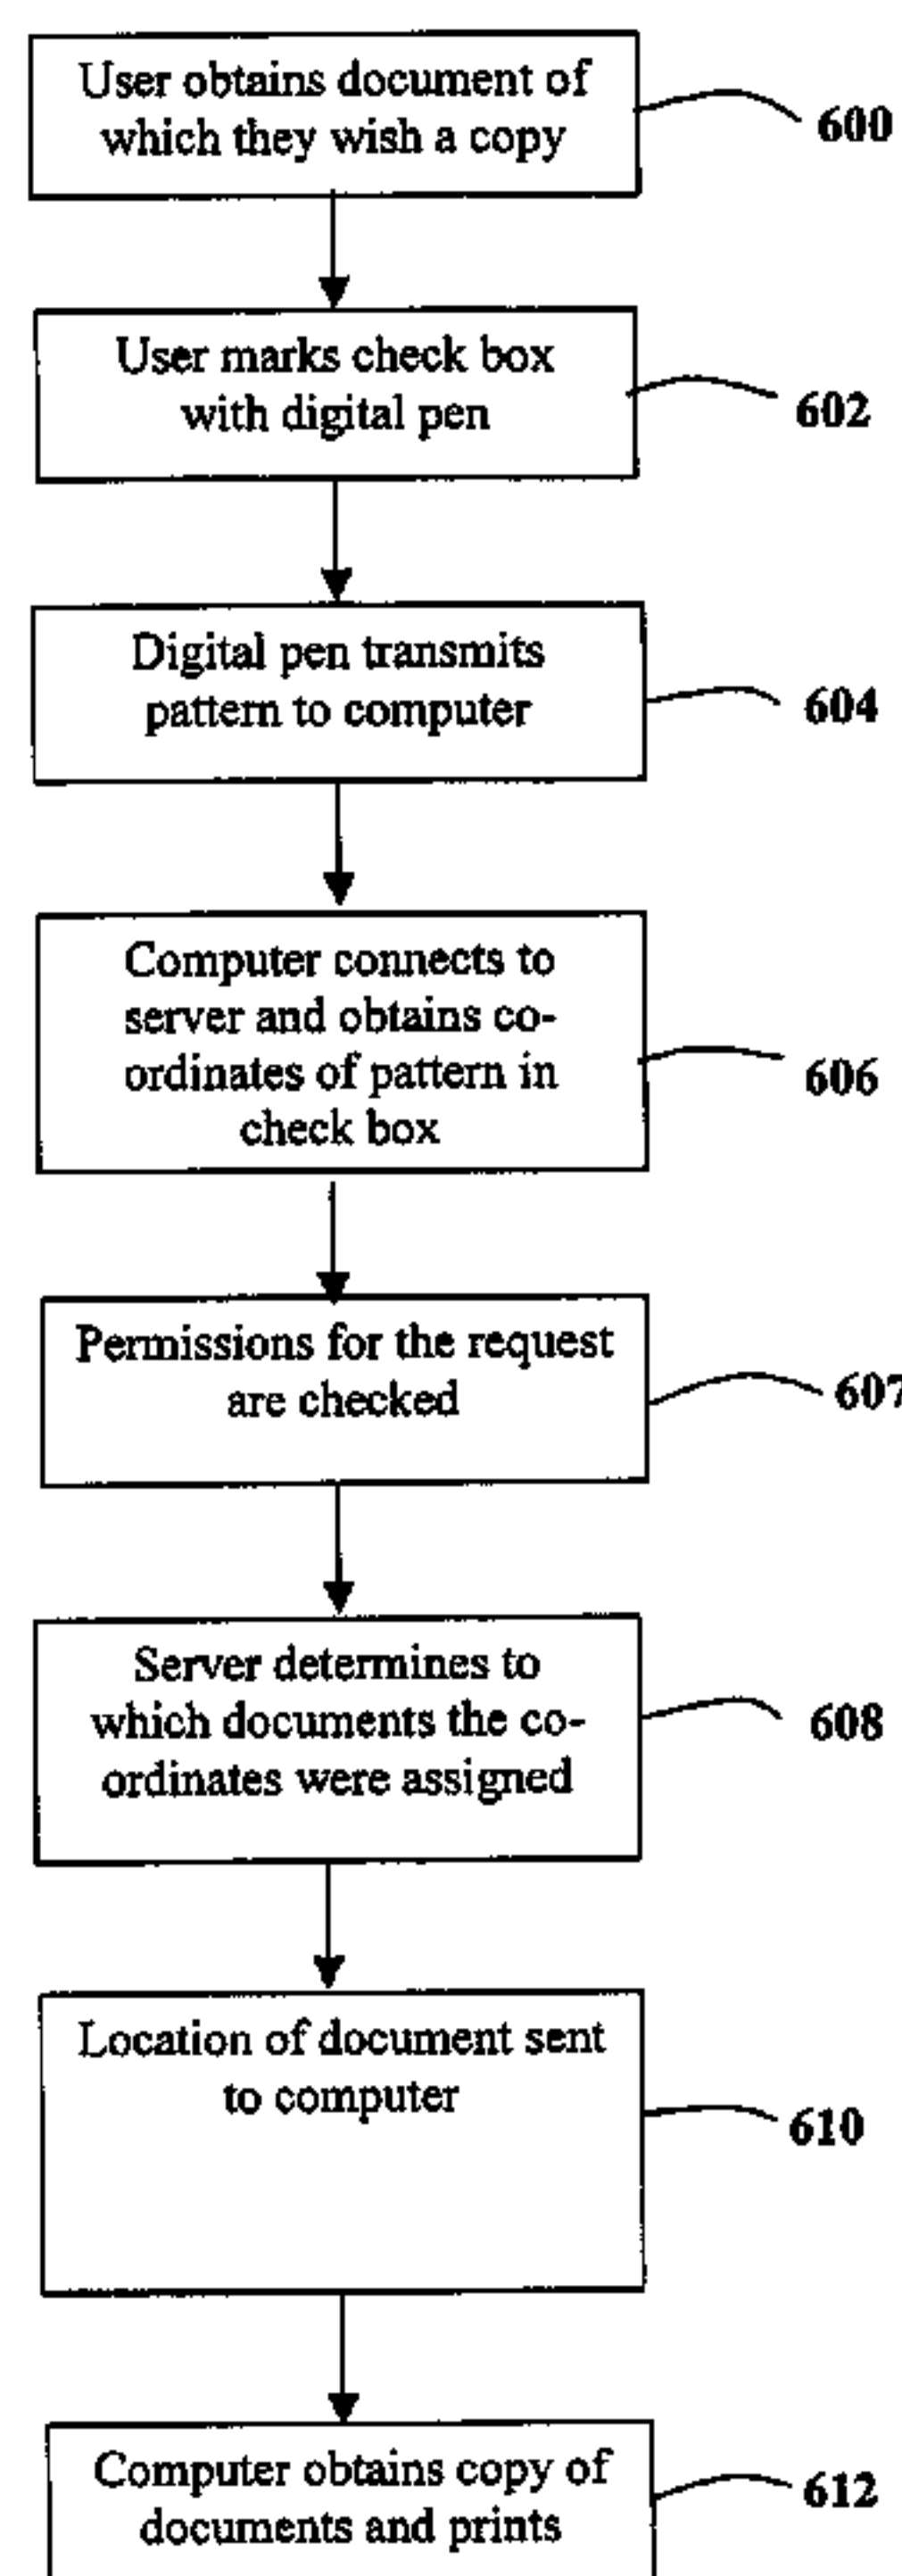 User obtains document of
which they wish a copy
600
User marks check box
with digital pen
602
Digital pen transmits
pattern to computer
604
Computer connects to
server and obtains co-
ordinates of pattern in
check box
606
Permissions for the request
are checked
607
Server determines to
which documents the co-
ordinates were assigned
608
Location of document sent
to computer
610
Computer obtains copy of
documents and prints
612